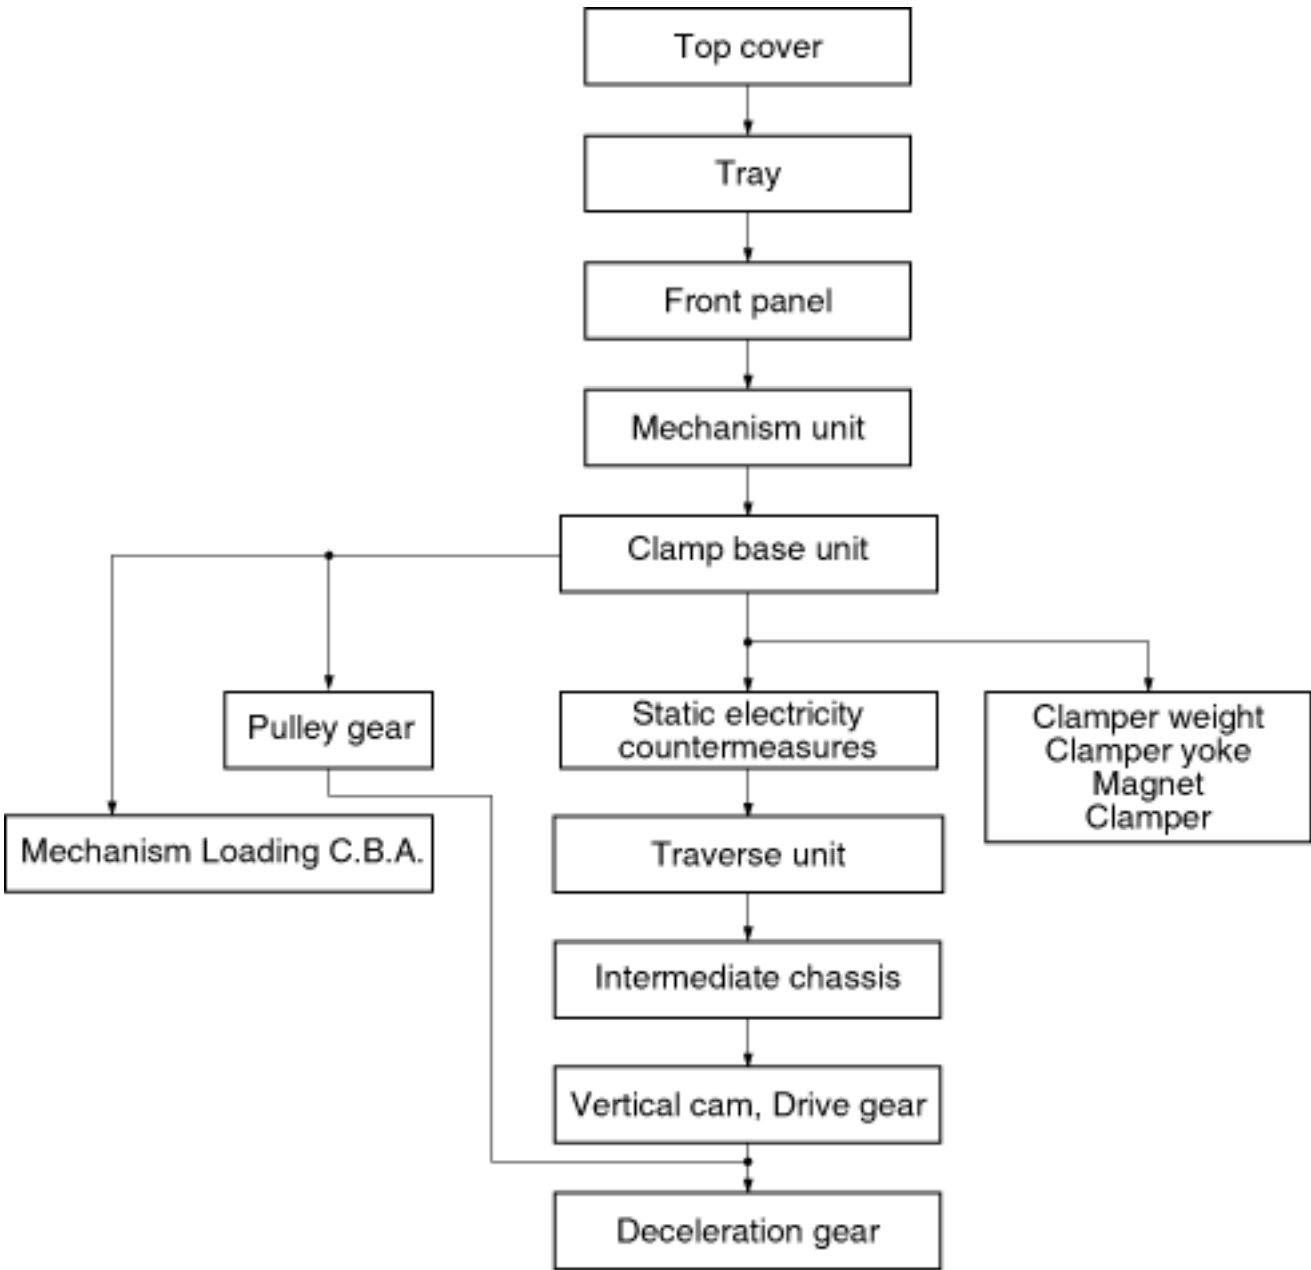 Top cover
Tray
Front panel
Mechanism unit
Clamp base unit
Pulley gear
Static electricity
countermeasures
Clamper weight
Clamper yoke
Magnet
Clamper
Mechanism Loading C.B.A.
Traverse unit
Intermediate chassis
Vertical cam, Drive gear
Deceleration gear